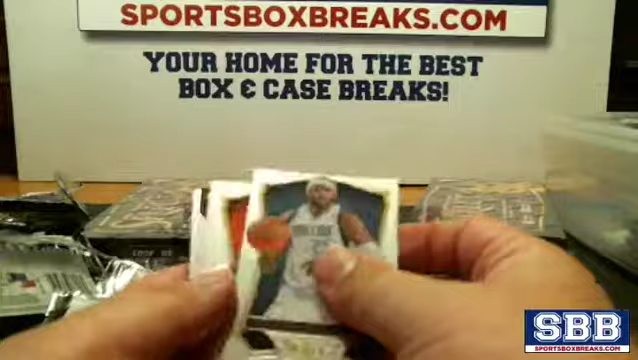 SPORTSBOXBREAKS.COM
YOUR HOME FOR THE BEST
BOX & CASE BREAKS!
SBB
SPORTSBOXBREAKS.COM